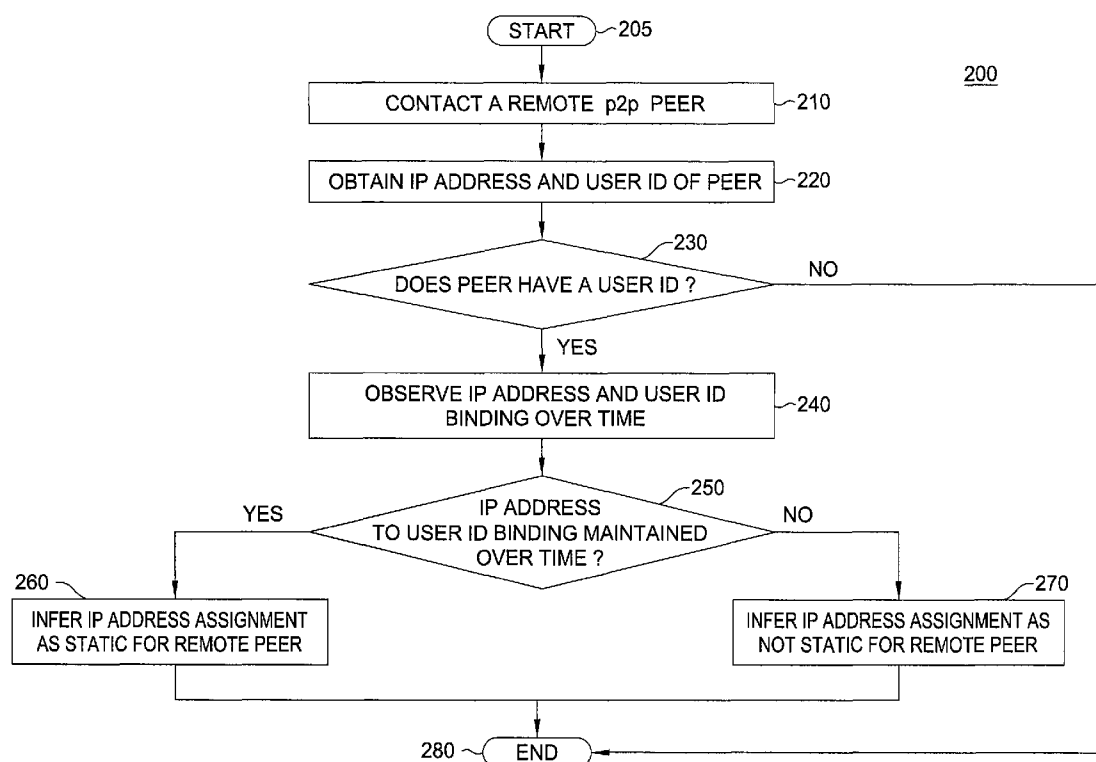 START
205
200
CONTACT A REMOTE p2p PEER
210
OBTAIN IP ADDRESS AND USER ID OF PEER
220
230
DOES PEER HAVE A USER ID ?
NO
YES
OBSERVE IP ADDRESS AND USER ID
BINDING OVER TIME
240
250
IP ADDRESS
TO USER ID BINDING MAINTAINED
OVER TIME ?
YES
NO
260
INFER IP ADDRESS ASSIGNMENT
AS STATIC FOR REMOTE PEER
270
INFER IP ADDRESS ASSIGNMENT AS
NOT STATIC FOR REMOTE PEER
280
END